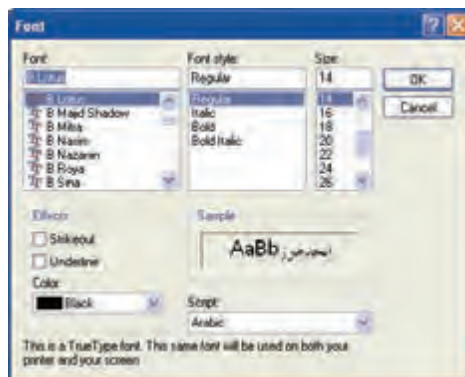 Font
Font: Font style: Size:
B Lotus Regular 14 OK
B Lotus Regular 14 Cancel
B Majid Shadow Italic 16
B Mitra Bold 18
B Nasim Bold Italic 20
B Nazanin 22
B Roya 24
B Sina 26
Effects Sample
Strikeout
Underline
AaBb ابجدهوز
Color:
Black Script:
Arabic
This is a TrueType font. This same font will be used on both your
printer and your screen